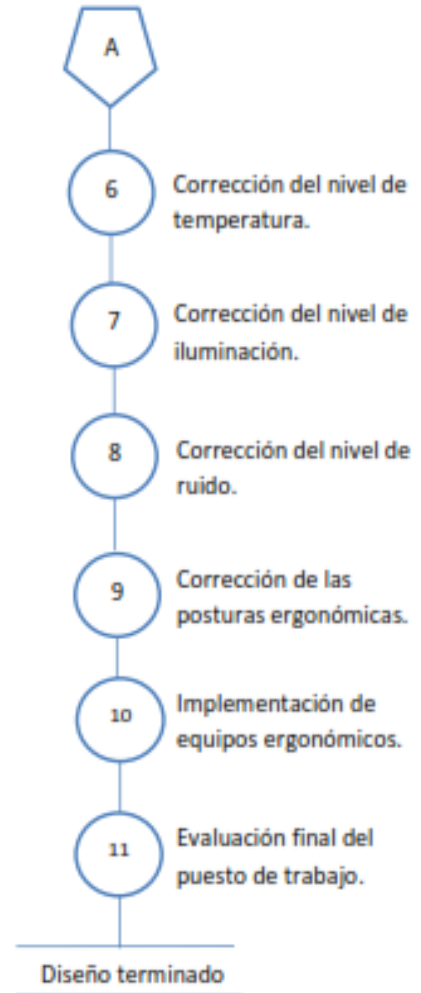 A
6
Corrección del nivel de
temperatura.
7
Corrección del nivel de
iluminación.
8
Corrección del nivel de
ruido.
9
Corrección de las
posturas ergonómicas.
10
Implementación de
equipos ergonómicos.
11
Evaluación final del
puesto de trabajo.
Diseño terminado